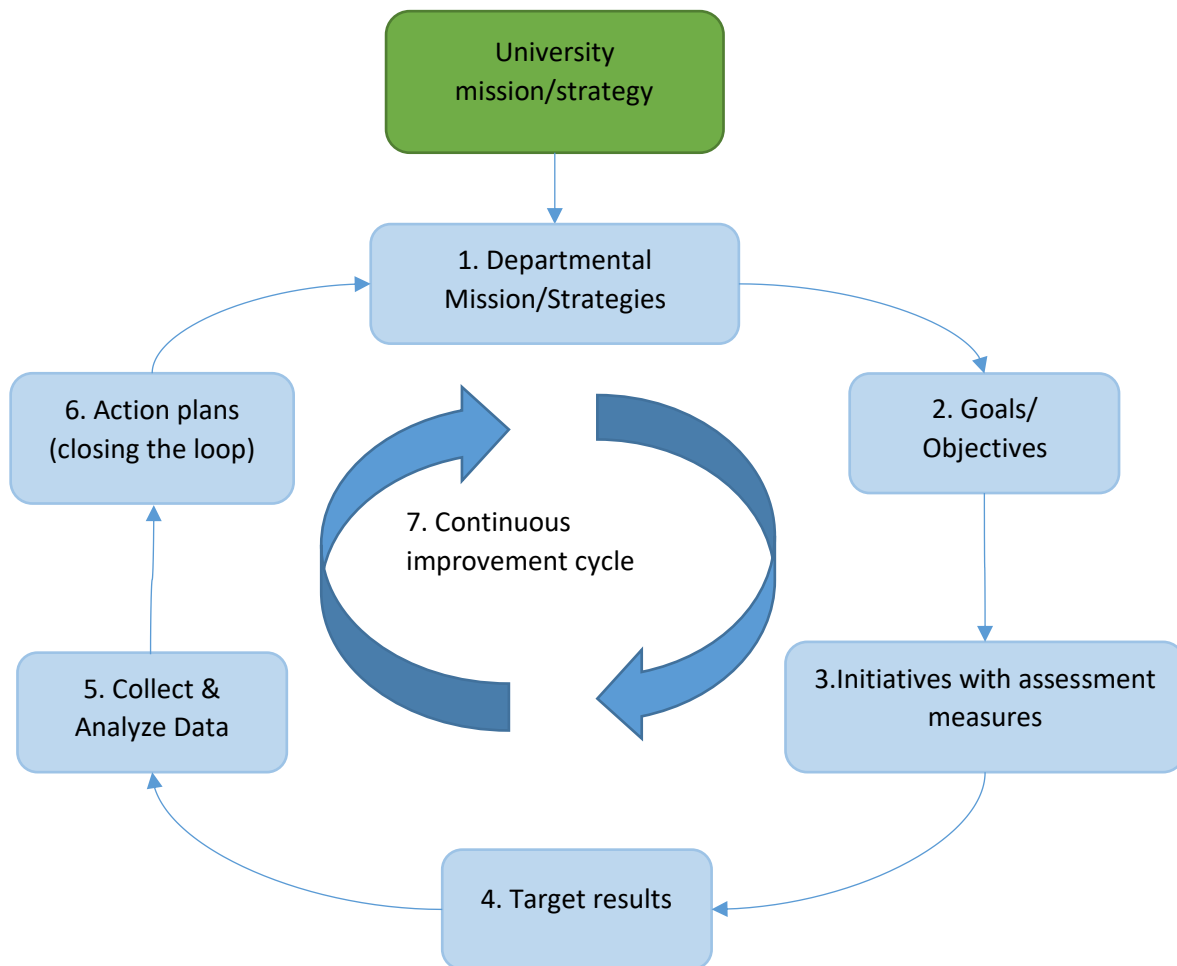 University
mission/strategy
1. Departmental
Mission/Strategies
2. Goals/
Objectives
3.Initiatives with assessment
measures
4. Target results
5. Collect &
Analyze Data
6. Action plans
(closing the loop)
7. Continuous
improvement cycle